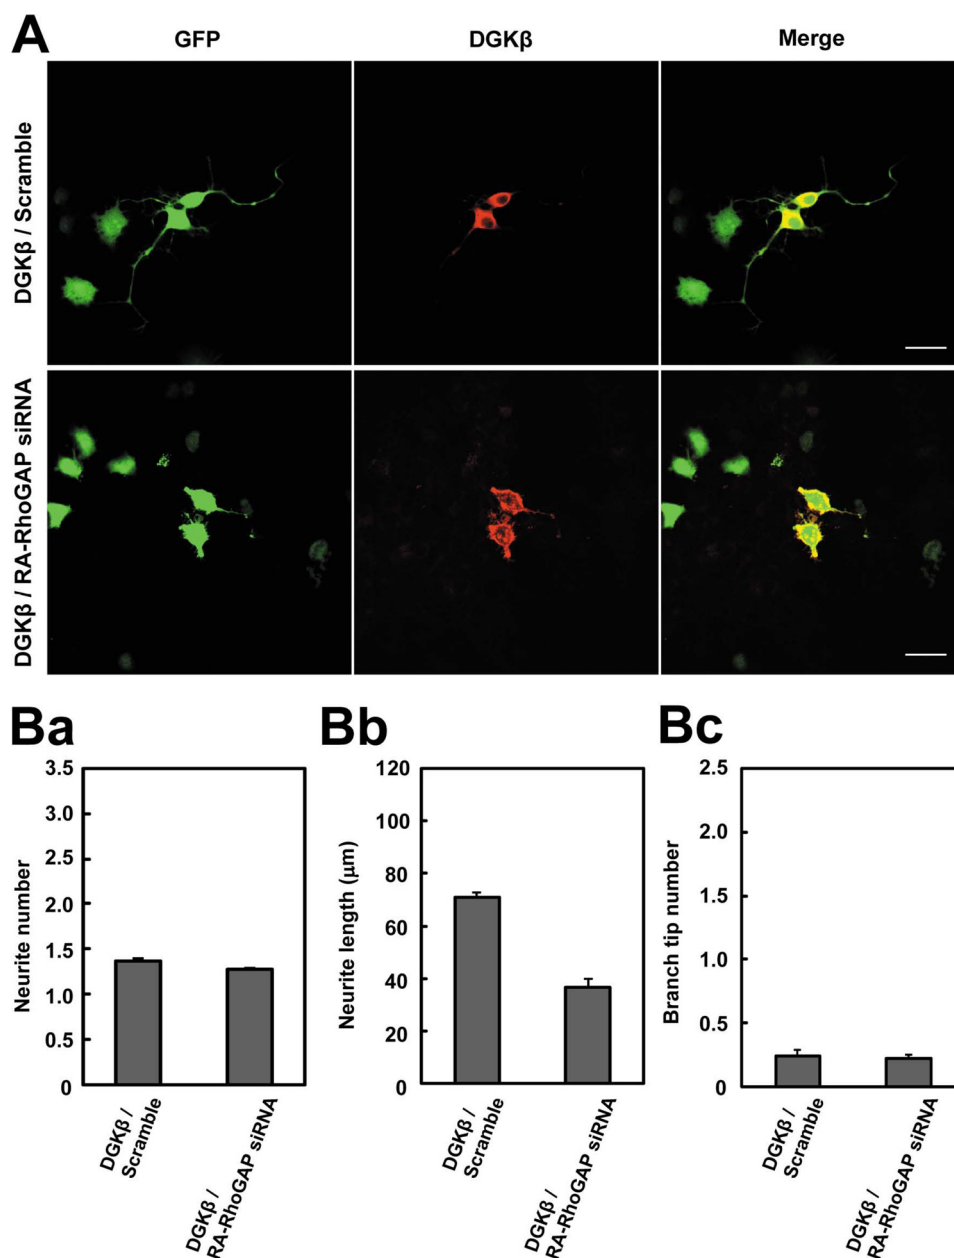 A
GFP
DGKβ
Merge
DGKβ / Scramble
DGKβ / RA-RhoGAP siRNA
Ba
Neurite number
3.5
3.0
2.5
2.0
1.5
1.0
0.5
0
DGKβ /
Scramble
DGKβ /
RA-RhoGAP siRNA
Bb
Neurite length (μm)
120
100
80
60
40
20
0
DGKβ /
Scramble
DGKβ /
RA-RhoGAP siRNA
Bc
Branch tip number
2.5
2.0
1.5
1.0
0.5
0
DGKβ /
Scramble
DGKβ /
RA-RhoGAP siRNA